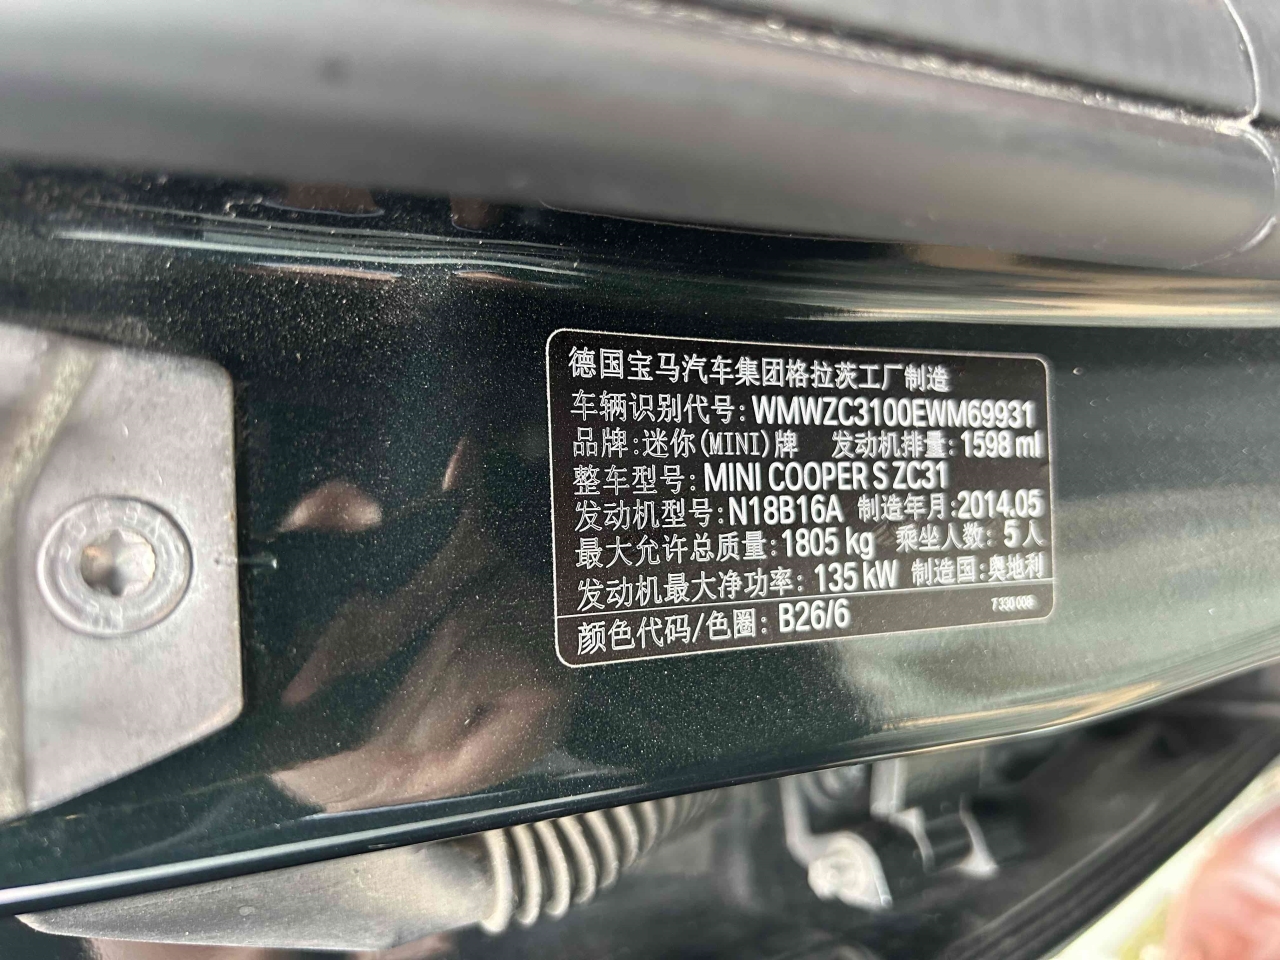 德国宝马汽车集团格拉茨工厂制造
车辆识别代号: WMWZC3100EWM69931
品牌:迷你(MINI)牌 发动机排量: 1598 ml
整车型号: MINI COOPER S ZC31
发动机型号: N18B16A 制造年月: 2014.05
最大允许总质量: 1805 kg 乘坐人数: 5人
发动机最大净功率: 135 kW 制造国: 奥地利
颜色代码/色圈: B26/6 7 330 008